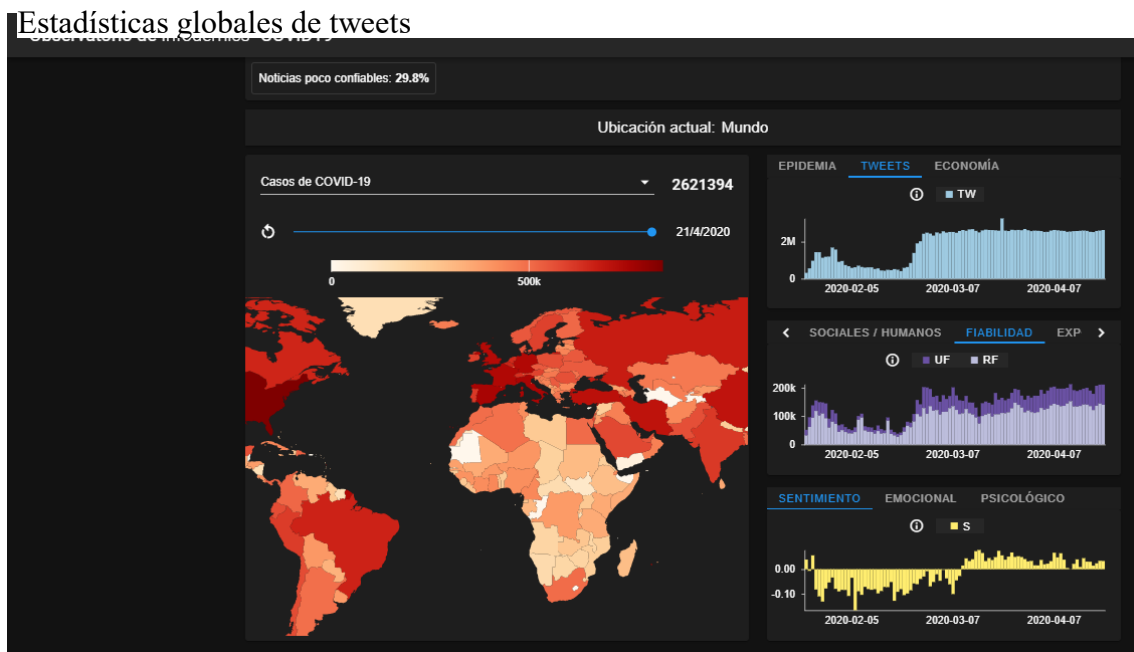 Estadísticas globales de tweets
Noticias poco confiables: 29.8%
Ubicación actual: Mundo
Casos de COVID-19
2621394
21/4/2020
0
500k
EPIDEMIA TWEETS ECONOMÍA
TW
2M
0
2020-02-05 2020-03-07 2020-04-07
SOCIALES / HUMANOS FIABILIDAD EXP
UF RF
200k
100k
0
2020-02-05 2020-03-07 2020-04-07
SENTIMIENTO EMOCIONAL PSICOLÓGICO
S
0.00
-0.10
2020-02-05 2020-03-07 2020-04-07